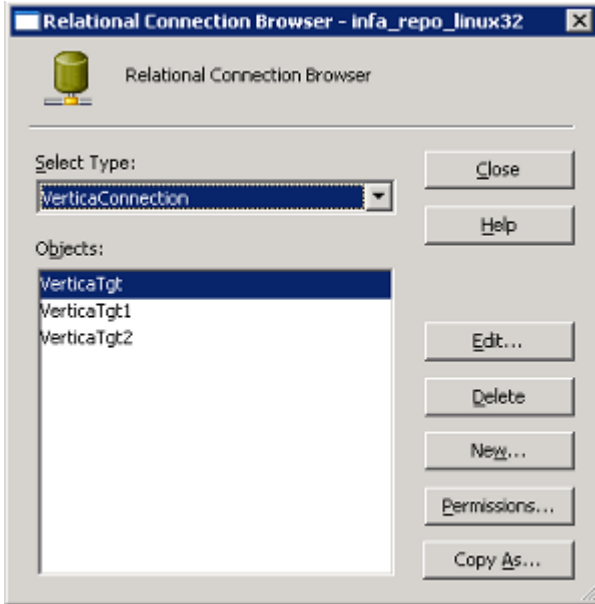 Relational Connection Browser - infa_repo_linux32
Relational Connection Browser
Select Type:
VerticaConnection
Objects:
VerticaTgt
VerticaTgt1
VerticaTgt2
Close
Help
Edit...
Delete
New...
Permissions...
Copy As...